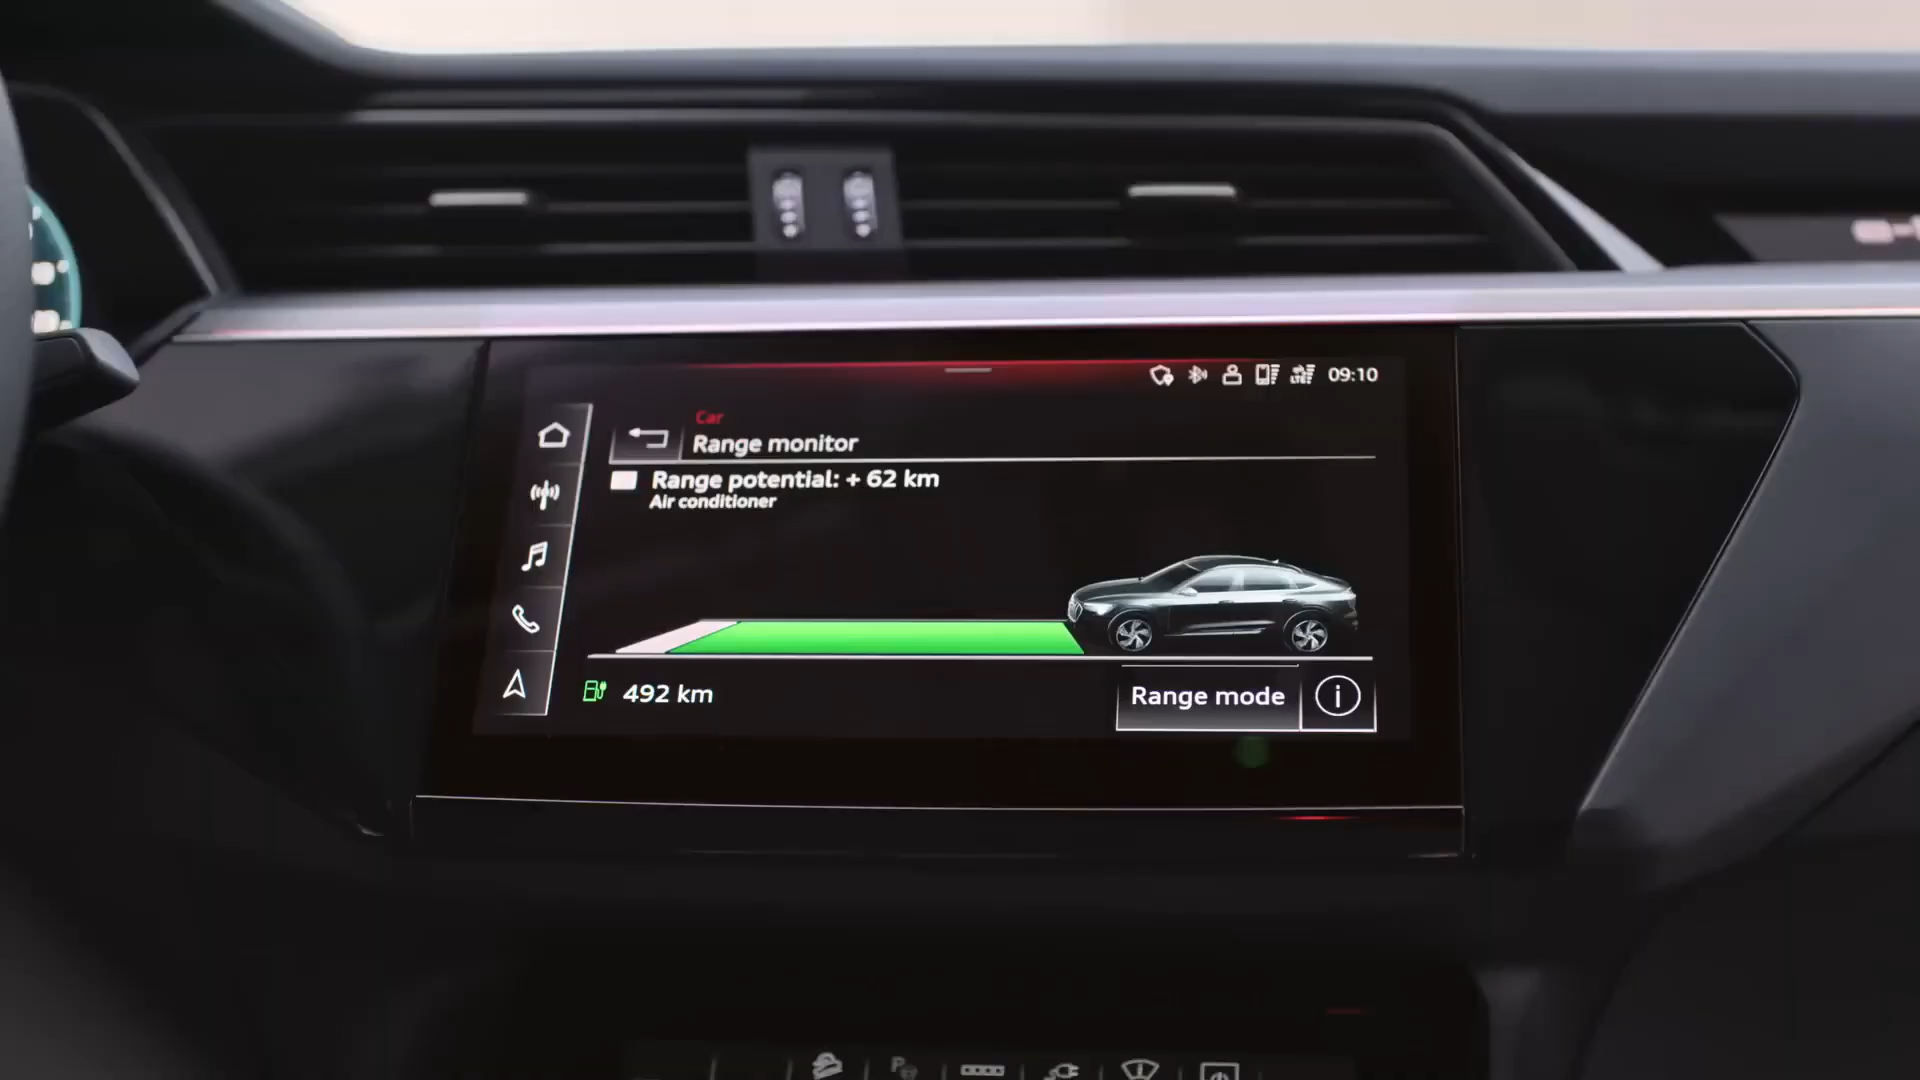 09:10
Car
Range monitor
Range potential: + 62 km
Air conditioner
492 km
Range mode